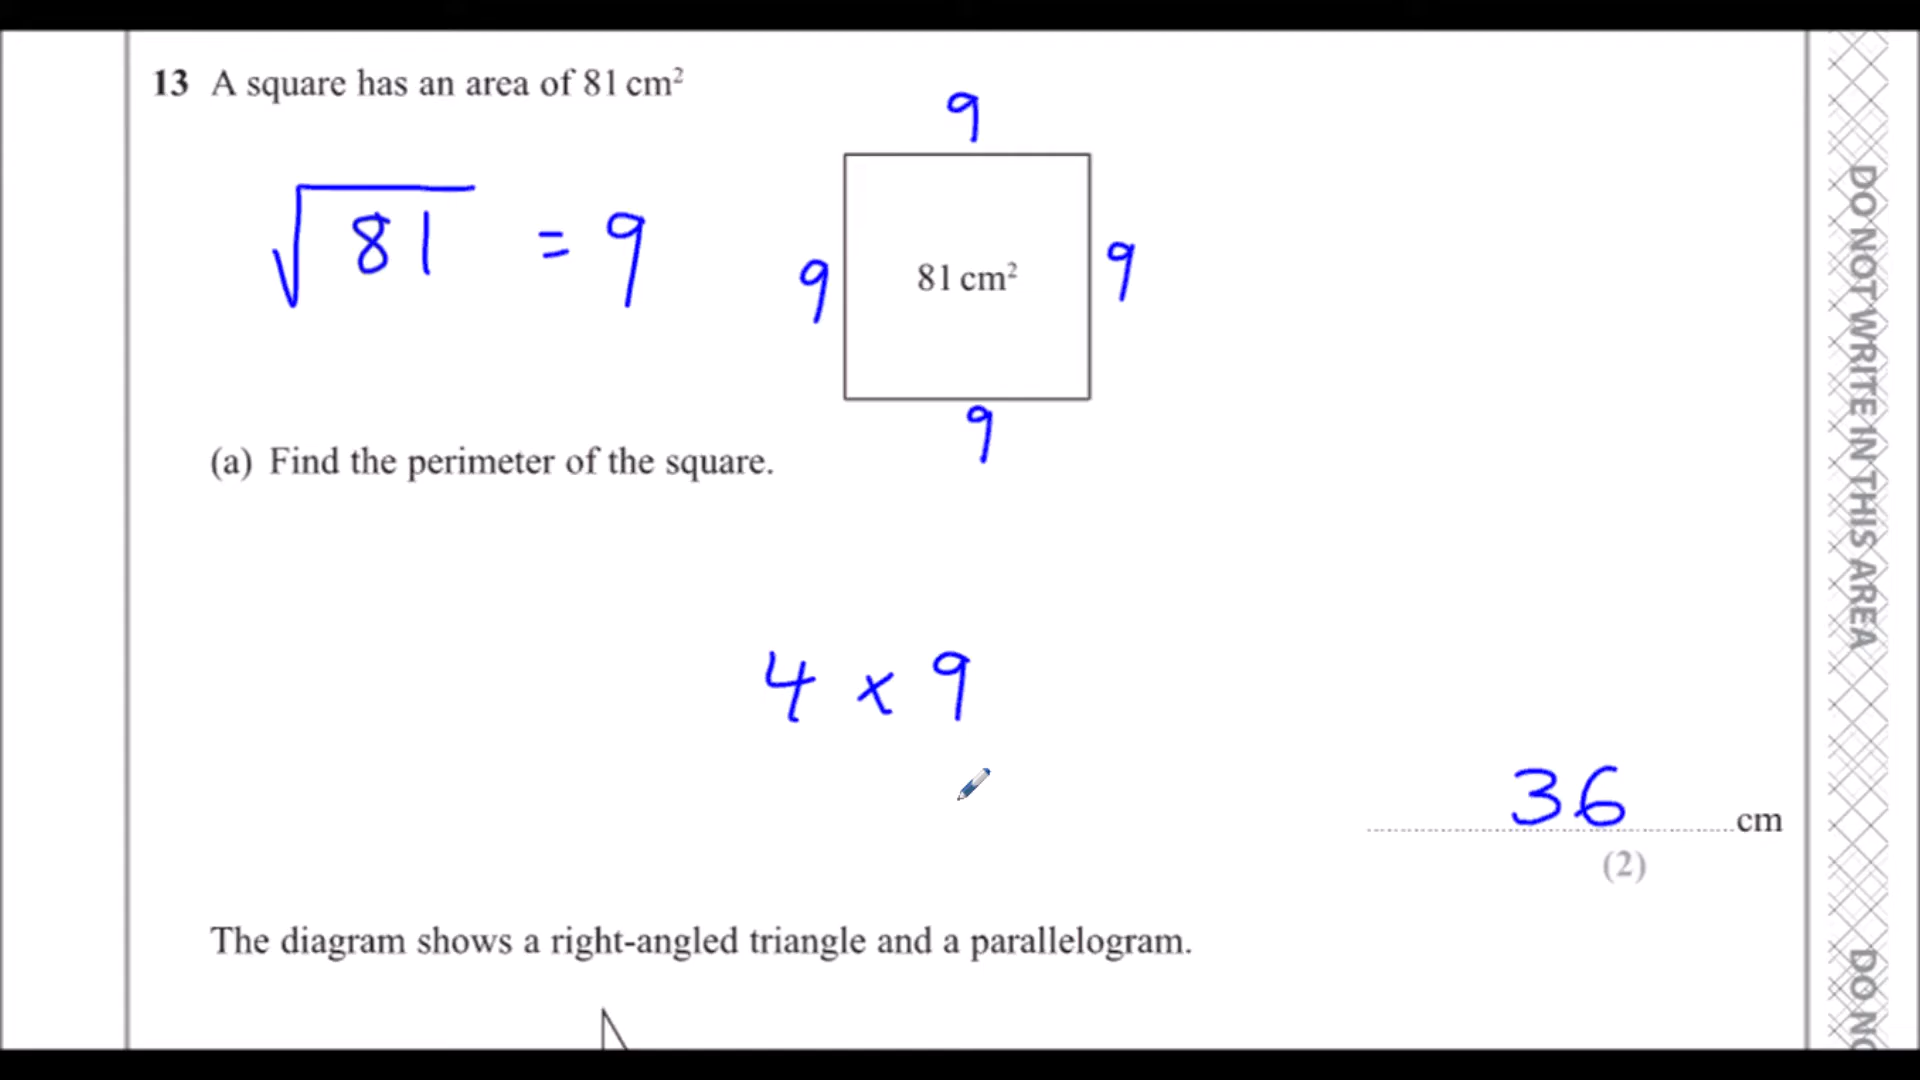 13 A square has an area of 81 cm²
9
√81 = 9
9
81 cm²
9
9
(a) Find the perimeter of the square.
4 x 9
36 cm
(2)
The diagram shows a right-angled triangle and a parallelogram.
DO NOT WRITE IN THIS AREA
DO NO